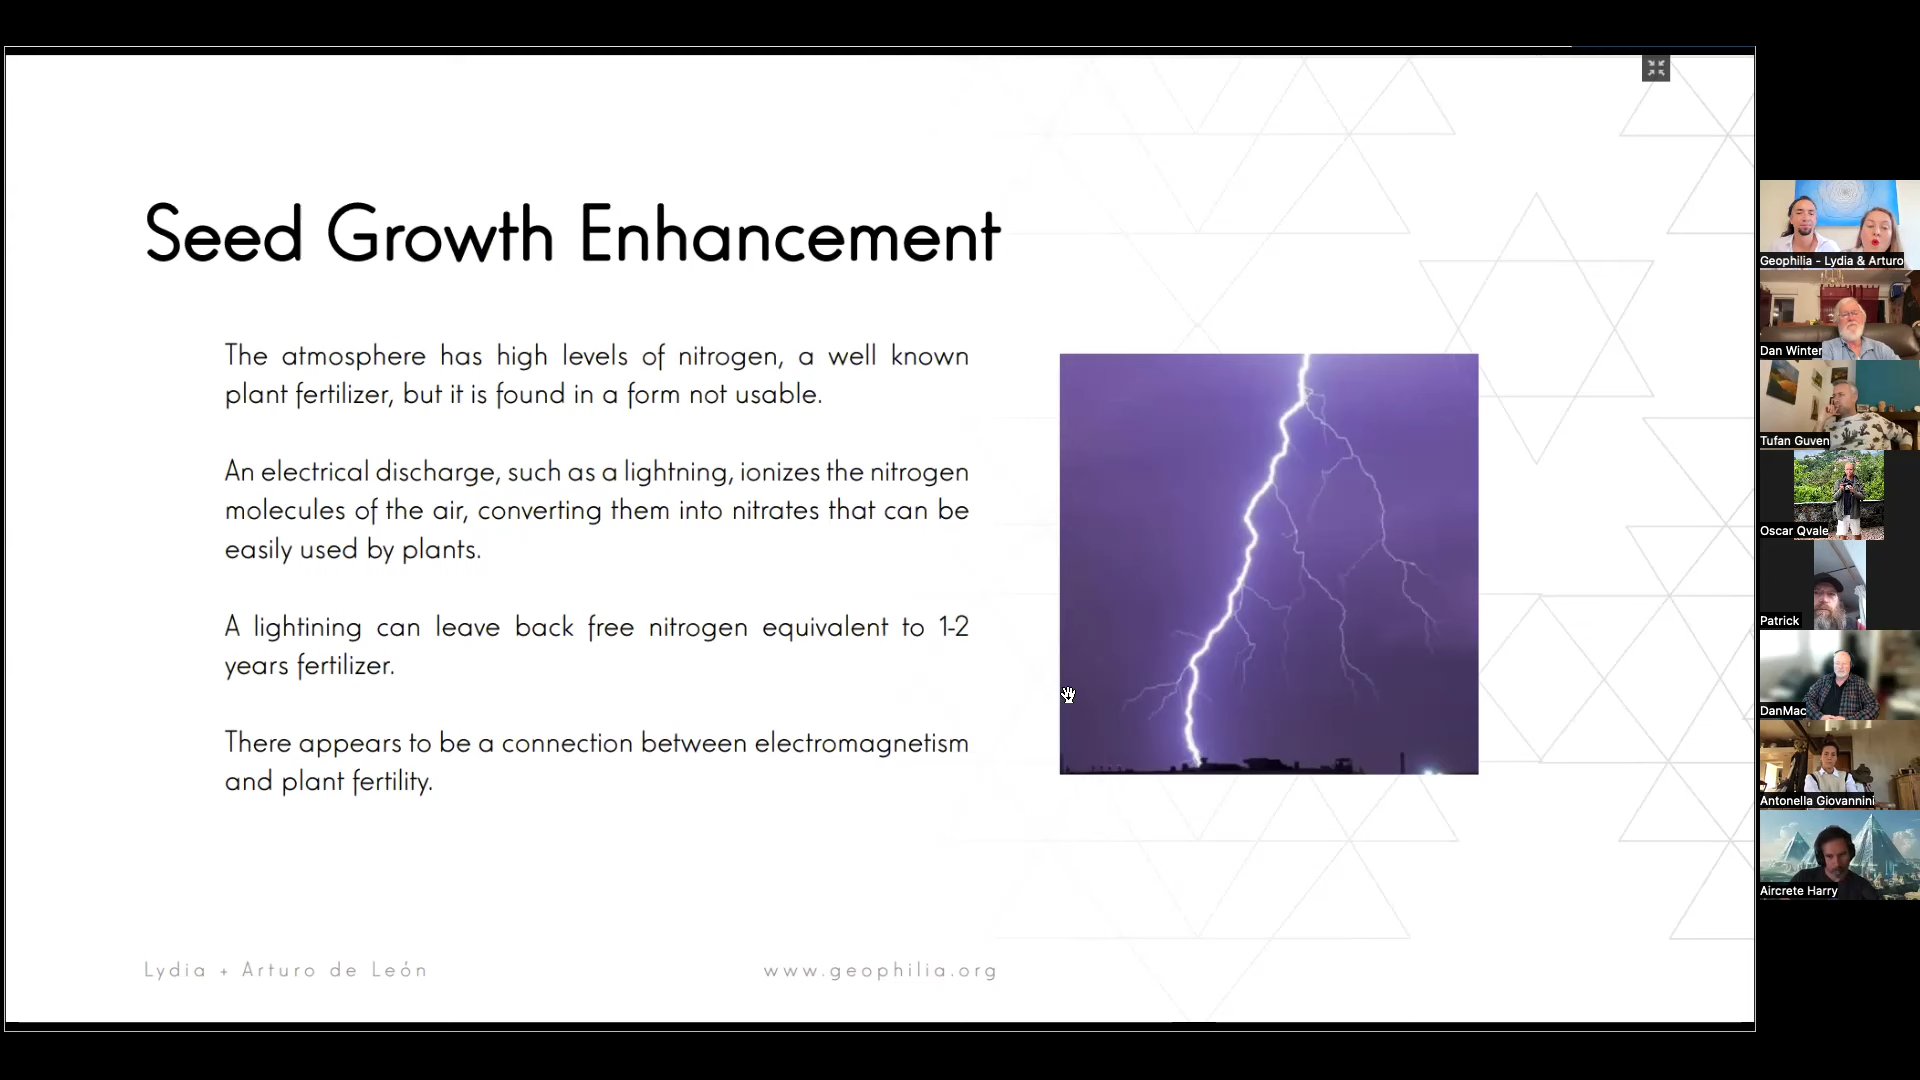 Seed Growth Enhancement
The atmosphere has high levels of nitrogen, a well known
plant fertilizer, but it is found in a form not usable.
An electrical discharge, such as a lightning, ionizes the nitrogen
molecules of the air, converting them into nitrates that can be
easily used by plants.
A lightining can leave back free nitrogen equivalent to 1-2
years fertilizer.
There appears to be a connection between electromagnetism
and plant fertility.
Lydia + Arturo de León
www.geophilia.org
Geophilia - Lydia & Arturo
Dan Winter
Tufan Guven
Oscar Qvale
Patrick
DanMac
Antonella Giovannini
Aircrete Harry